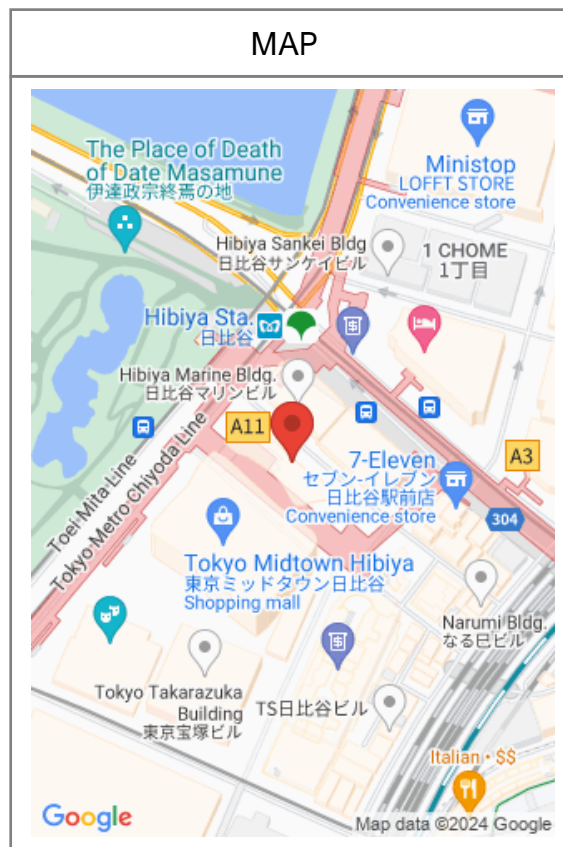 MAP
The Place of Death
of Date Masamune
伊達政宗終焉の地
Ministop
LOFFT STORE
Convenience store
Hibiya Sankei Bldg
日比谷サンケイビル
1 CHOME
1丁目
Hibiya Sta.
日比谷
Hibiya Marine Bldg.
日比谷マリンビル
A11
A3
7-Eleven
セブン-イレブン
日比谷駅前店
Convenience store
304
Toei-Mita Line
Tokyo Metro Chiyoda Line
Tokyo Midtown Hibiya
東京ミッドタウン日比谷
Shopping mall
Narumi Bldg.
なる巳ビル
Tokyo Takarazuka
Building
東京宝塚ビル
TS日比谷ビル
Italian・$$
Google
Map data ©2024 Google